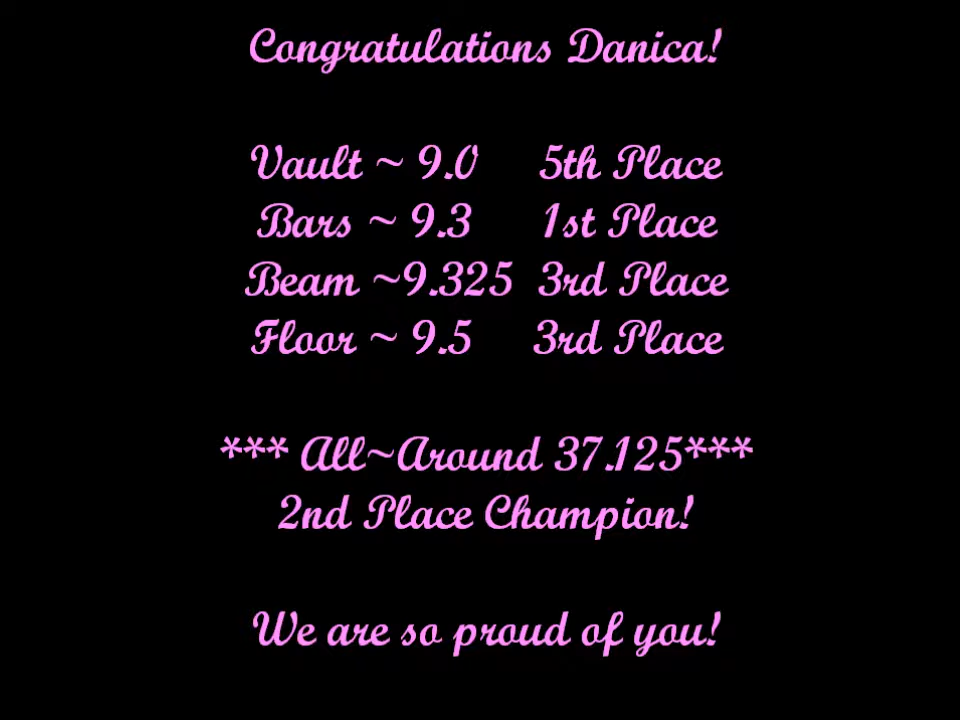 Congratulations Danica!
Vault ~ 9.0 5th Place
Bars ~ 9.3 1st Place
Beam ~9.325 3rd Place
Floor ~ 9.5 3rd Place
*** All~Around 37.125***
2nd Place Champion!
We are so proud of you!